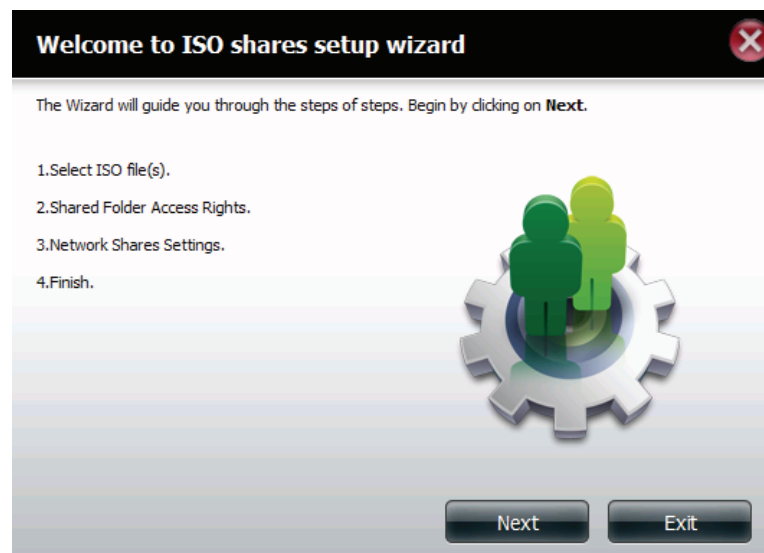 Welcome to ISO shares setup wizard
The Wizard will guide you through the steps of steps. Begin by clicking on Next.
1.Select ISO file(s).
2.Shared Folder Access Rights.
3.Network Shares Settings.
4.Finish.
Next Exit